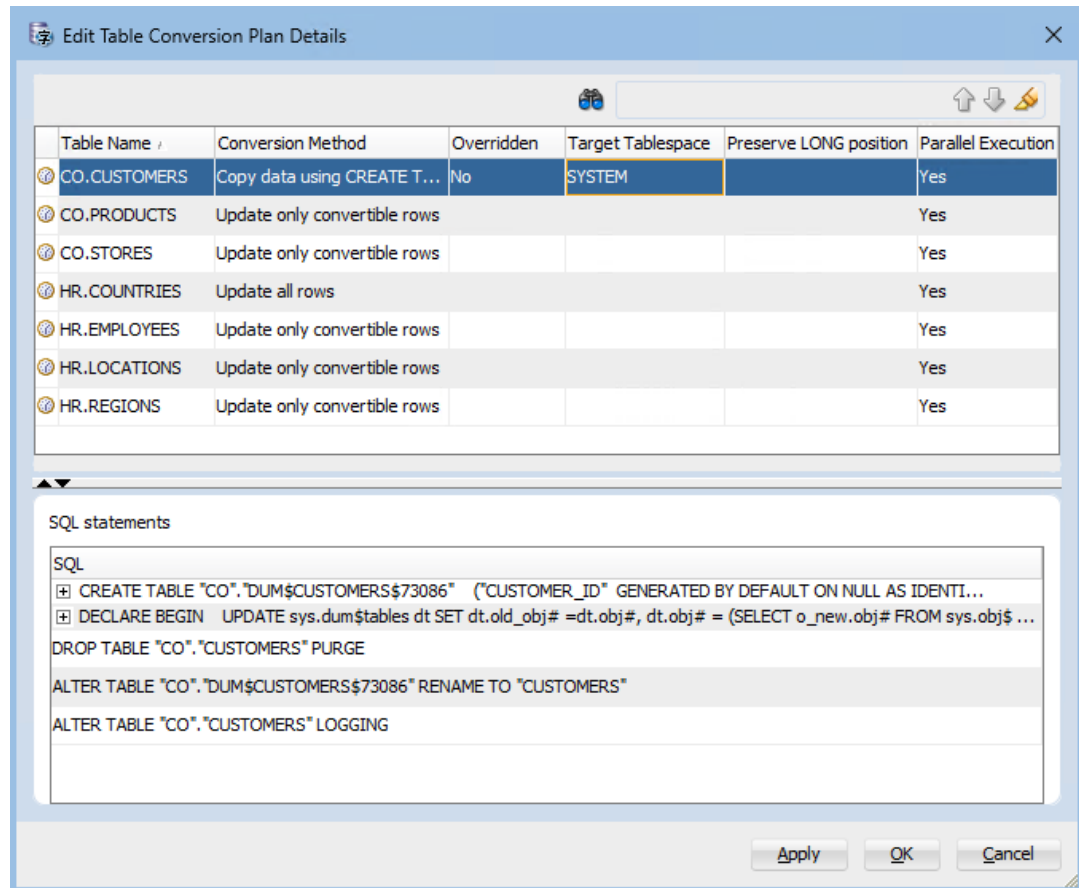 Edit Table Conversion Plan Details
Table Name Conversion Method Overridden Target Tablespace Preserve LONG position Parallel Execution
CO.CUSTOMERS Copy data using CREATE T... No SYSTEM Yes
CO.PRODUCTS Update only convertible rows Yes
CO.STORES Update only convertible rows Yes
HR.COUNTRIES Update all rows Yes
HR.EMPLOYEES Update only convertible rows Yes
HR.LOCATIONS Update only convertible rows Yes
HR.REGIONS Update only convertible rows Yes
SQL statements
SQL
CREATE TABLE "CO"."DUM$CUSTOMERS$73086" ("CUSTOMER_ID" GENERATED BY DEFAULT ON NULL AS IDENTI...
DECLARE BEGIN UPDATE sys.dum$tables dt SET dt.old_obj# =dt.obj#, dt.obj# = (SELECT o_new.obj# FROM sys.obj$ ...
DROP TABLE "CO"."CUSTOMERS" PURGE
ALTER TABLE "CO"."DUM$CUSTOMERS$73086" RENAME TO "CUSTOMERS"
ALTER TABLE "CO"."CUSTOMERS" LOGGING
Apply OK Cancel